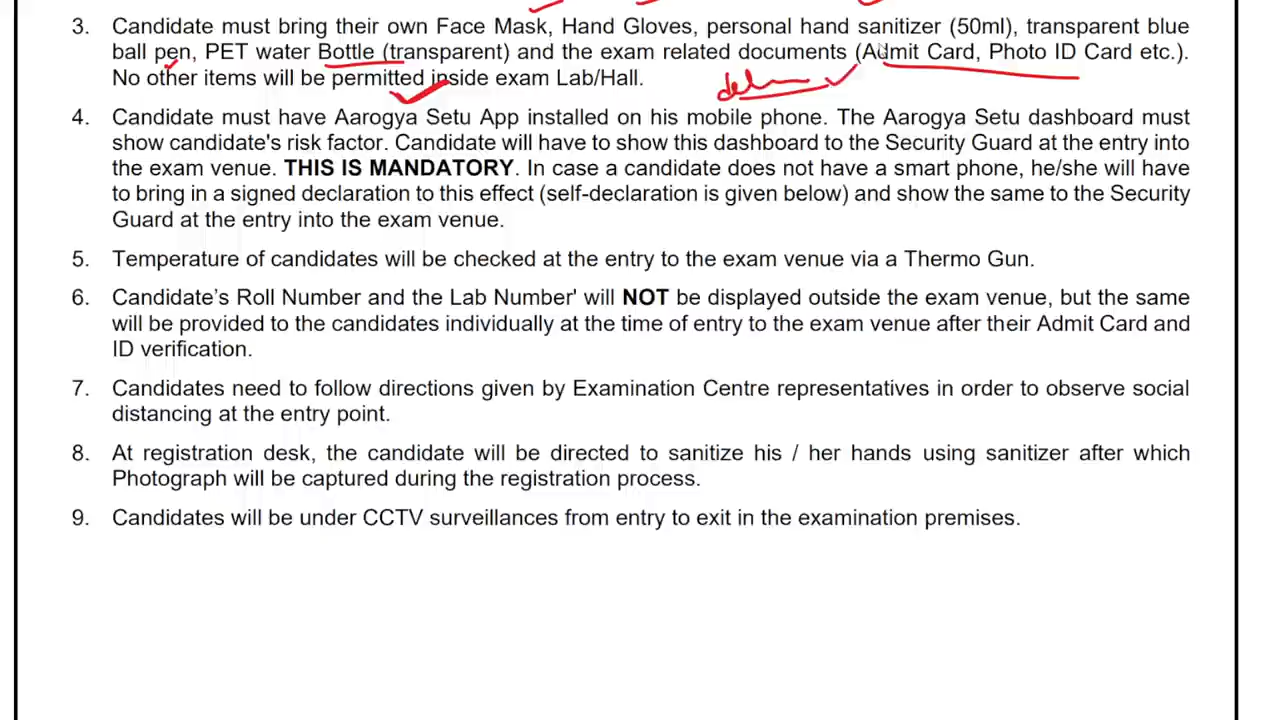 3. Candidate must bring their own Face Mask, Hand Gloves, personal hand sanitizer (50ml), transparent blue
ball pen, PET water Bottle (transparent) and the exam related documents (Admit Card, Photo ID Card etc.).
No other items will be permitted inside exam Lab/Hall.
4. Candidate must have Aarogya Setu App installed on his mobile phone. The Aarogya Setu dashboard must
show candidate's risk factor. Candidate will have to show this dashboard to the Security Guard at the entry into
the exam venue. THIS IS MANDATORY. In case a candidate does not have a smart phone, he/she will have
to bring in a signed declaration to this effect (self-declaration is given below) and show the same to the Security
Guard at the entry into the exam venue.
5. Temperature of candidates will be checked at the entry to the exam venue via a Thermo Gun.
6. Candidate’s Roll Number and the Lab Number' will NOT be displayed outside the exam venue, but the same
will be provided to the candidates individually at the time of entry to the exam venue after their Admit Card and
ID verification.
7. Candidates need to follow directions given by Examination Centre representatives in order to observe social
distancing at the entry point.
8. At registration desk, the candidate will be directed to sanitize his / her hands using sanitizer after which
Photograph will be captured during the registration process.
9. Candidates will be under CCTV surveillances from entry to exit in the examination premises.